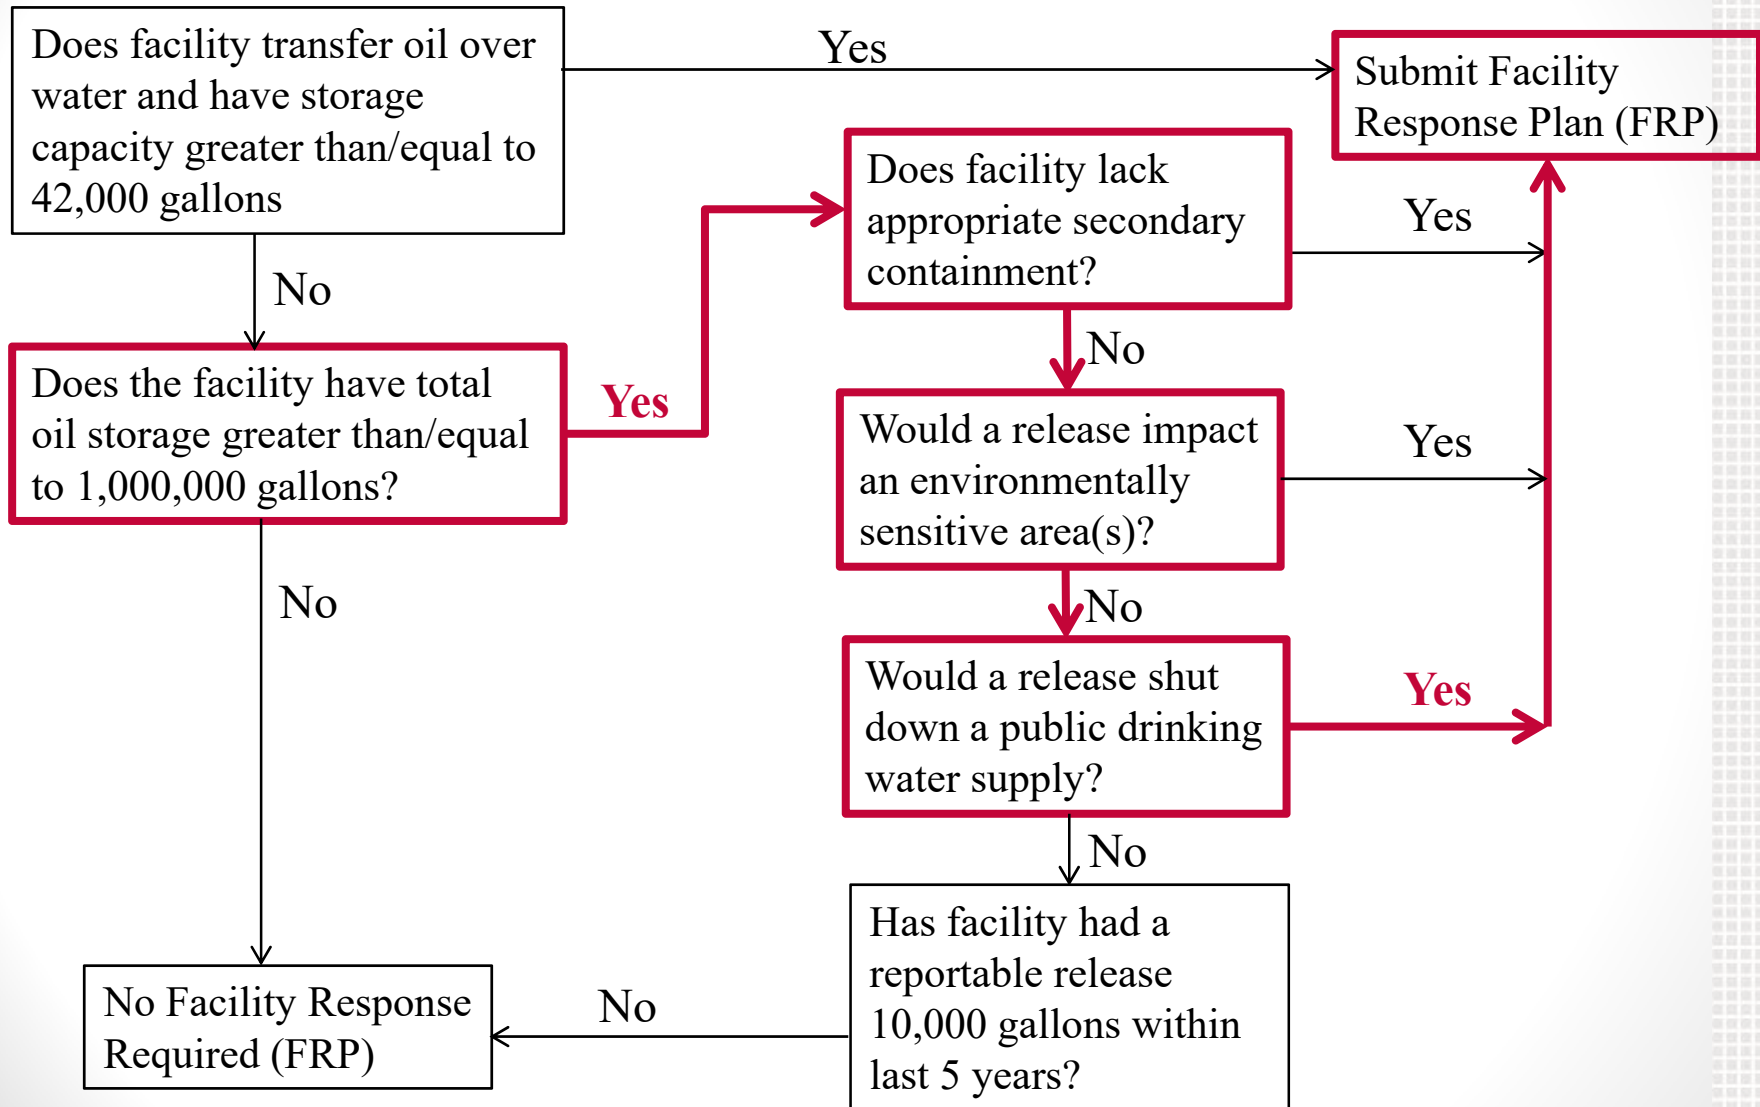 Does facility transfer oil over
water and have storage
capacity greater than/equal to
42,000 gallons
Yes
Submit Facility
Response Plan (FRP)
No
Does the facility have total
oil storage greater than/equal
to 1,000,000 gallons?
Yes
Does facility lack
appropriate secondary
containment?
Yes
No
Would a release impact
an environmentally
sensitive area(s)?
Yes
No
Would a release shut
down a public drinking
water supply?
Yes
No
Has facility had a
reportable release
10,000 gallons within
last 5 years?
No
No
No Facility Response
Required (FRP)